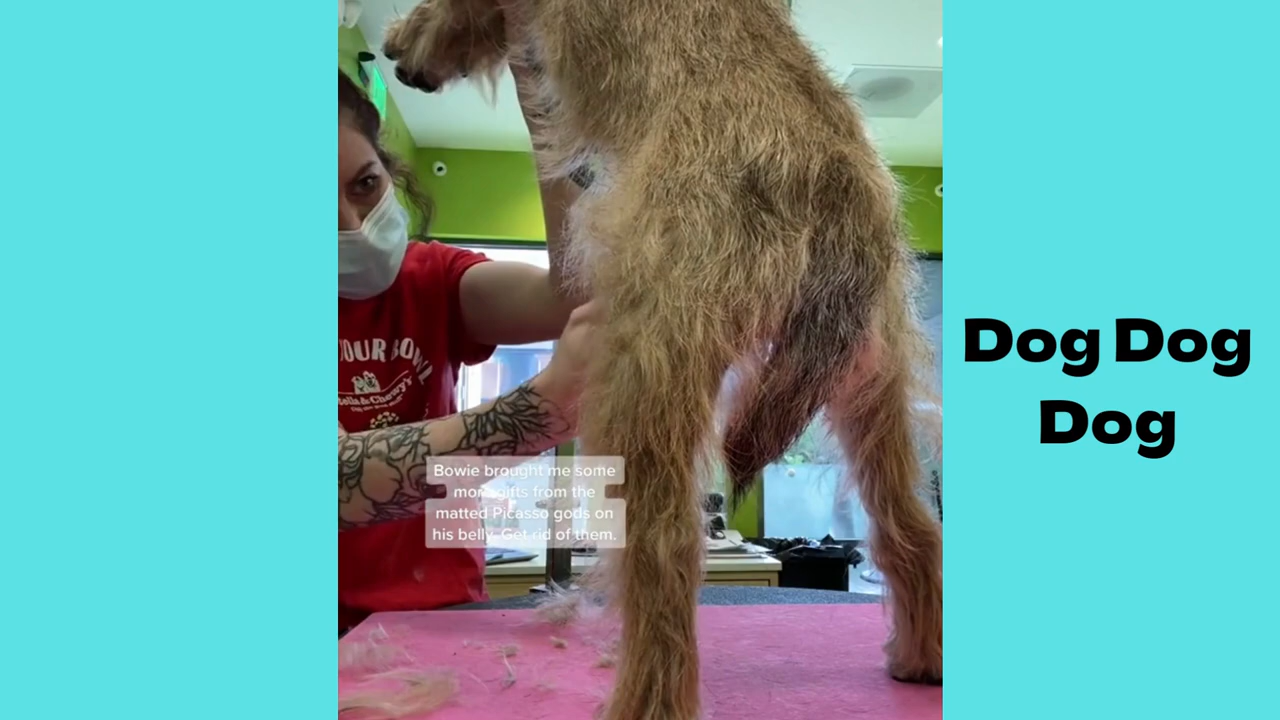 YOUR BOWL
Stella & Chewy's
Bowie brought me some
more gifts from the
matted Picasso gods on
his belly. Get rid of them.
Dog Dog
Dog